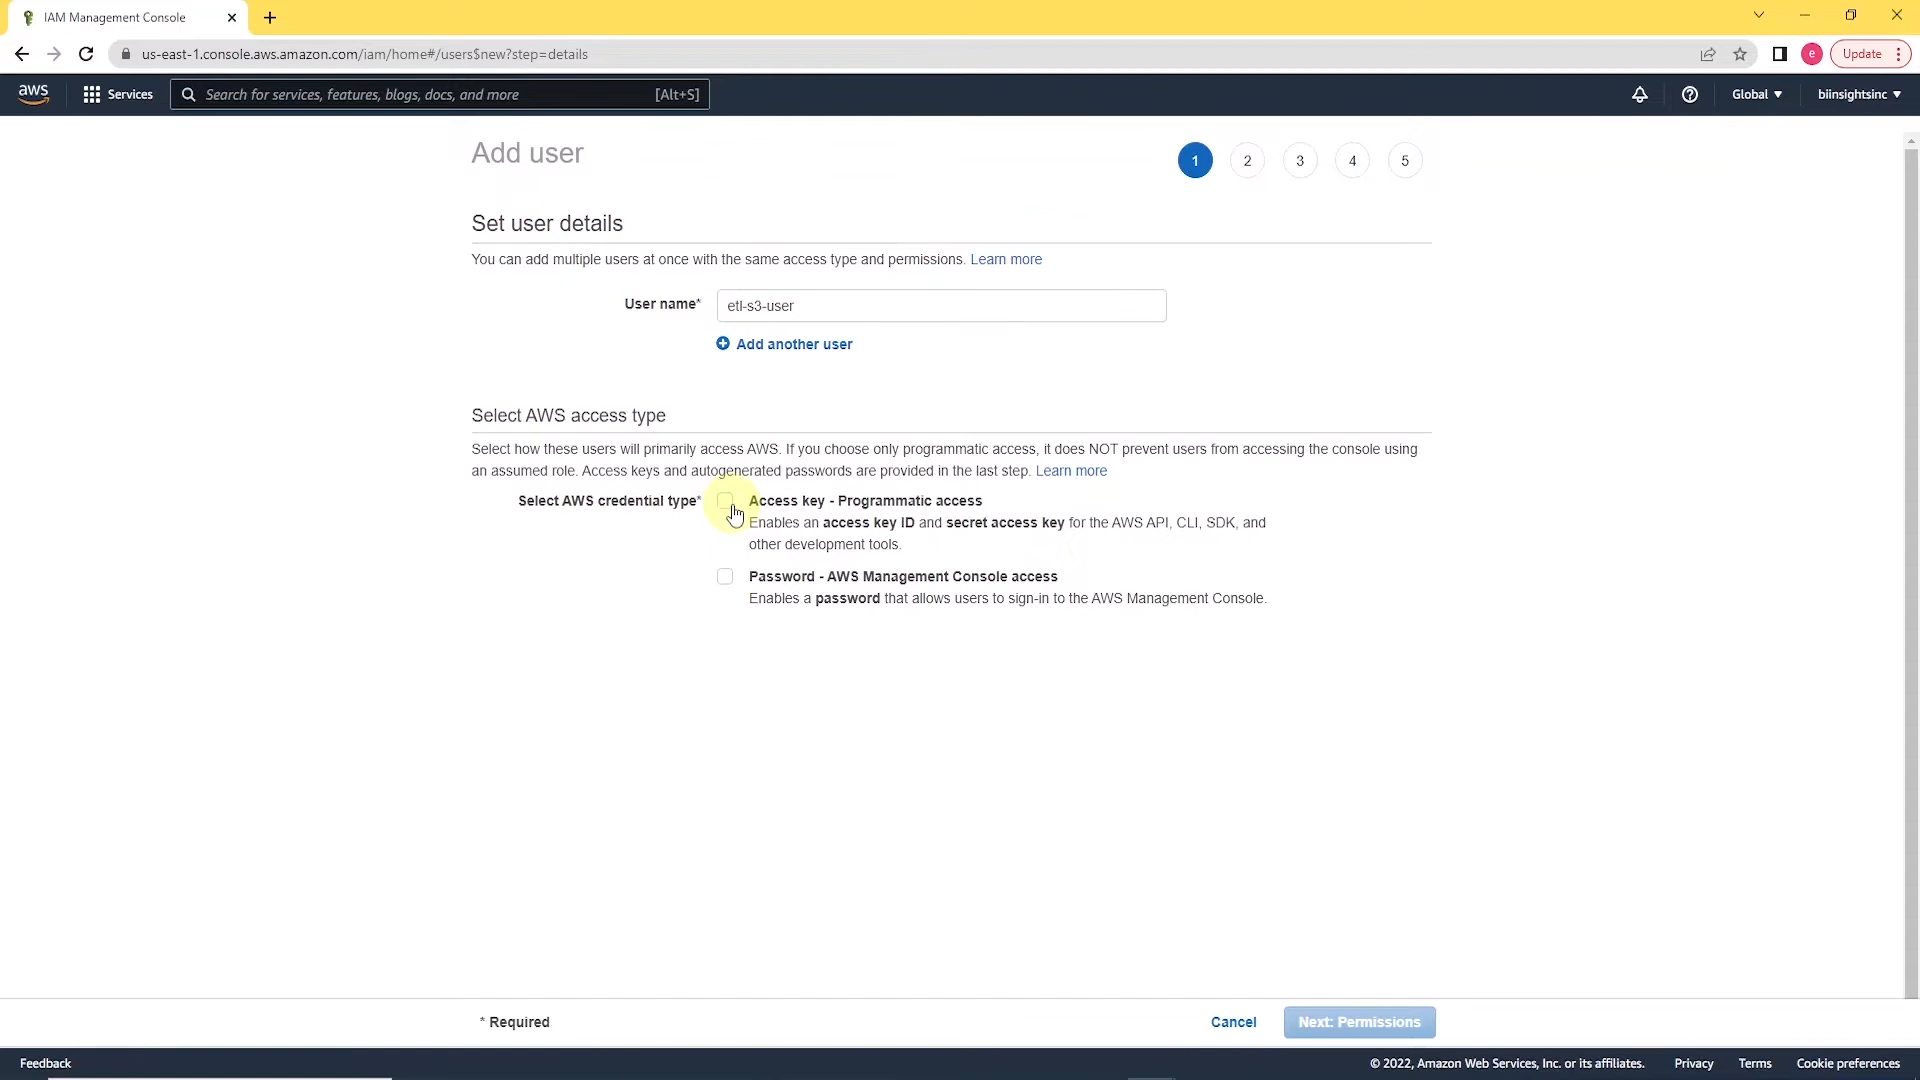 IAM Management Console
us-east-1.console.aws.amazon.com/iam/home#/users$new?step=details
e
Update
aws
Services
Search for services, features, blogs, docs, and more
[Alt+S]
Global
biinsightsinc
Add user
1
2
3
4
5
Set user details
You can add multiple users at once with the same access type and permissions. Learn more
User name*
etl-s3-user
Add another user
Select AWS access type
Select how these users will primarily access AWS. If you choose only programmatic access, it does NOT prevent users from accessing the console using
an assumed role. Access keys and autogenerated passwords are provided in the last step. Learn more
Select AWS credential type*
Access key - Programmatic access
Enables an access key ID and secret access key for the AWS API, CLI, SDK, and
other development tools.
Password - AWS Management Console access
Enables a password that allows users to sign-in to the AWS Management Console.
* Required
Cancel
Next: Permissions
Feedback
© 2022, Amazon Web Services, Inc. or its affiliates.
Privacy
Terms
Cookie preferences